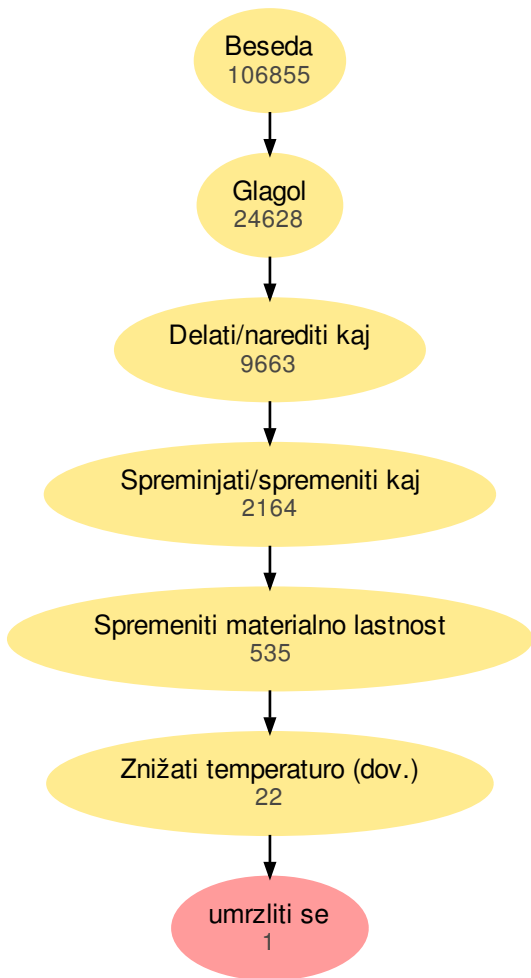 Beseda
106855
Glagol
24628
Delati/narediti kaj
9663
Spreminjati/spremeniti kaj
2164
Spremeniti materialno lastnost
535
Znižati temperaturo (dov.)
22
umrzliti se
1